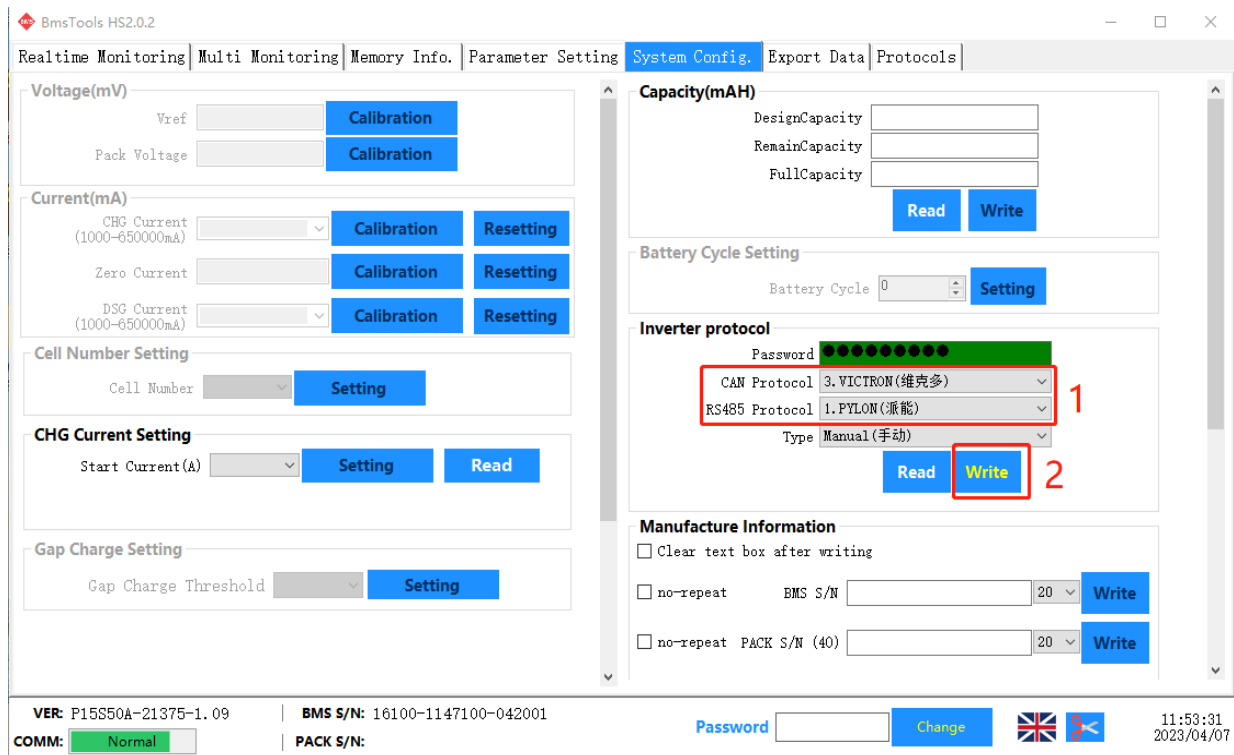 BMS BmsTools HS2.0.2
Realtime Monitoring Multi Monitoring Memory Info. Parameter Setting System Config. Export Data Protocols
Voltage(mV)
Vref Calibration
Pack Voltage Calibration
Current(mA)
CHG Current
(1000-650000mA) Calibration Resetting
Zero Current Calibration Resetting
DSG Current
(1000-650000mA) Calibration Resetting
Cell Number Setting
Cell Number Setting
CHG Current Setting
Start Current(A) Setting Read
Gap Charge Setting
Gap Charge Threshold Setting
Capacity(mAH)
DesignCapacity
RemainCapacity
FullCapacity
Read Write
Battery Cycle Setting
Battery Cycle 0 Setting
Inverter protocol
Password ●●●●●●●●●
CAN Protocol 3.VICTRON(维克多)
RS485 Protocol 1.PYLON(派能)
1
Type Manual(手动)
Read Write 2
Manufacture Information
Clear text box after writing
no-repeat BMS S/N 20 Write
no-repeat PACK S/N (40) 20 Write
VER: P15S50A-21375-1.09 BMS S/N: 16100-1147100-042001
COMM: Normal PACK S/N:
Password Change
11:53:31
2023/04/07